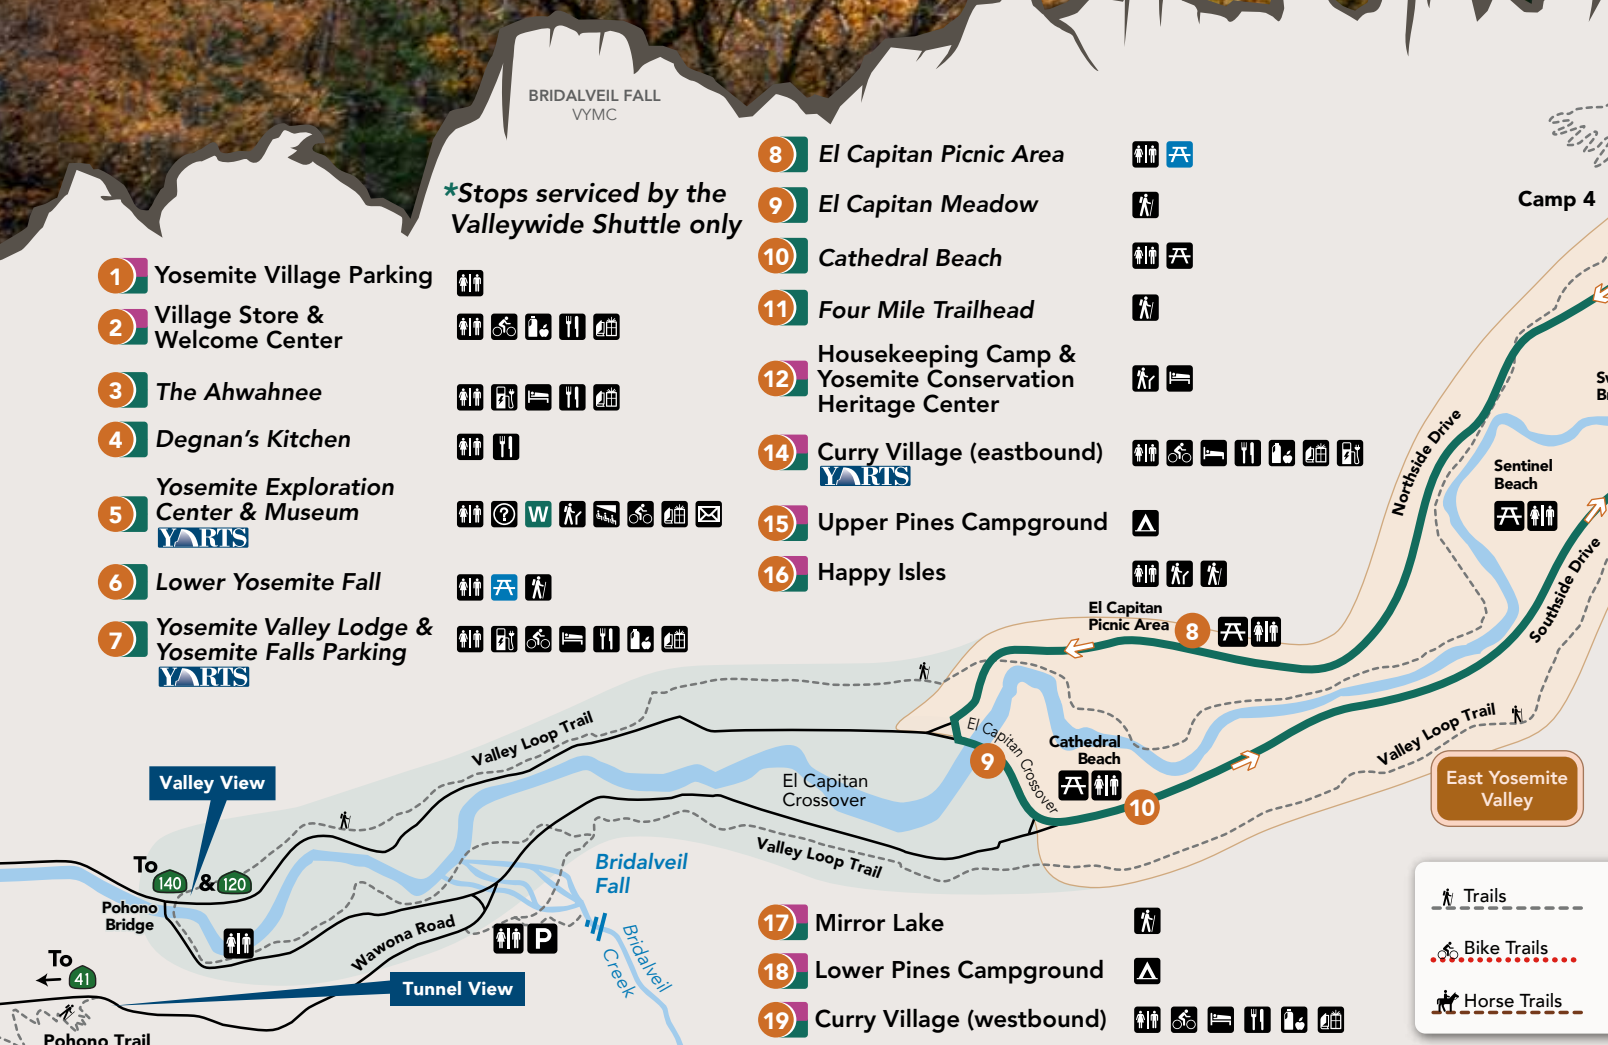 BRIDALVEIL FALL
VYMC
*Stops serviced by the
Valleywide Shuttle only
1 Yosemite Village Parking
2 Village Store &
Welcome Center
3 The Ahwahnee
4 Degnan's Kitchen
5 Yosemite Exploration
Center & Museum
YARTS
W
6 Lower Yosemite Fall
7 Yosemite Valley Lodge &
Yosemite Falls Parking
YARTS
8 El Capitan Picnic Area
9 El Capitan Meadow
10 Cathedral Beach
11 Four Mile Trailhead
12 Housekeeping Camp &
Yosemite Conservation
Heritage Center
14 Curry Village (eastbound)
YARTS
15 Upper Pines Campground
16 Happy Isles
17 Mirror Lake
18 Lower Pines Campground
19 Curry Village (westbound)
Camp 4
Northside Drive
Sentinel
Beach
Southside Drive
El Capitan
Picnic Area
8
El Capitan Crossover
9
Cathedral
Beach
10
Valley Loop Trail
East Yosemite
Valley
Valley Loop Trail
El Capitan
Crossover
Valley Loop Trail
Valley View
To
140 & 120
Pohono
Bridge
Wawona Road
P
Bridalveil
Fall
Bridalveil
Creek
To
41
Tunnel View
Pohono Trail
Trails
Bike Trails
Horse Trails